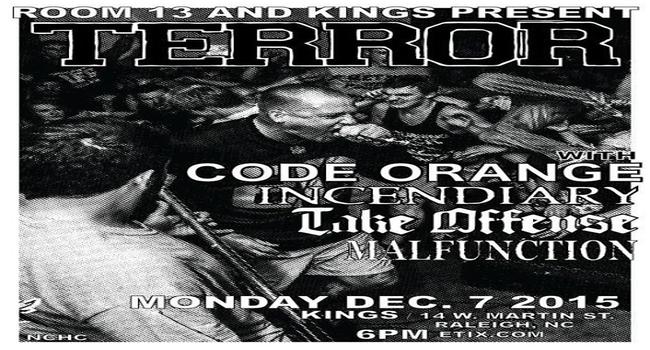 ROOM 13 AND KINGS PRESENT
TERROR
WITH
CODE ORANGE
INCENDIARY
Take Offense
MALFUNCTION
MONDAY DEC. 7 2015
KINGS / 14 W. MARTIN ST.
RALEIGH, NC
6PM ETIX.COM
NCHC